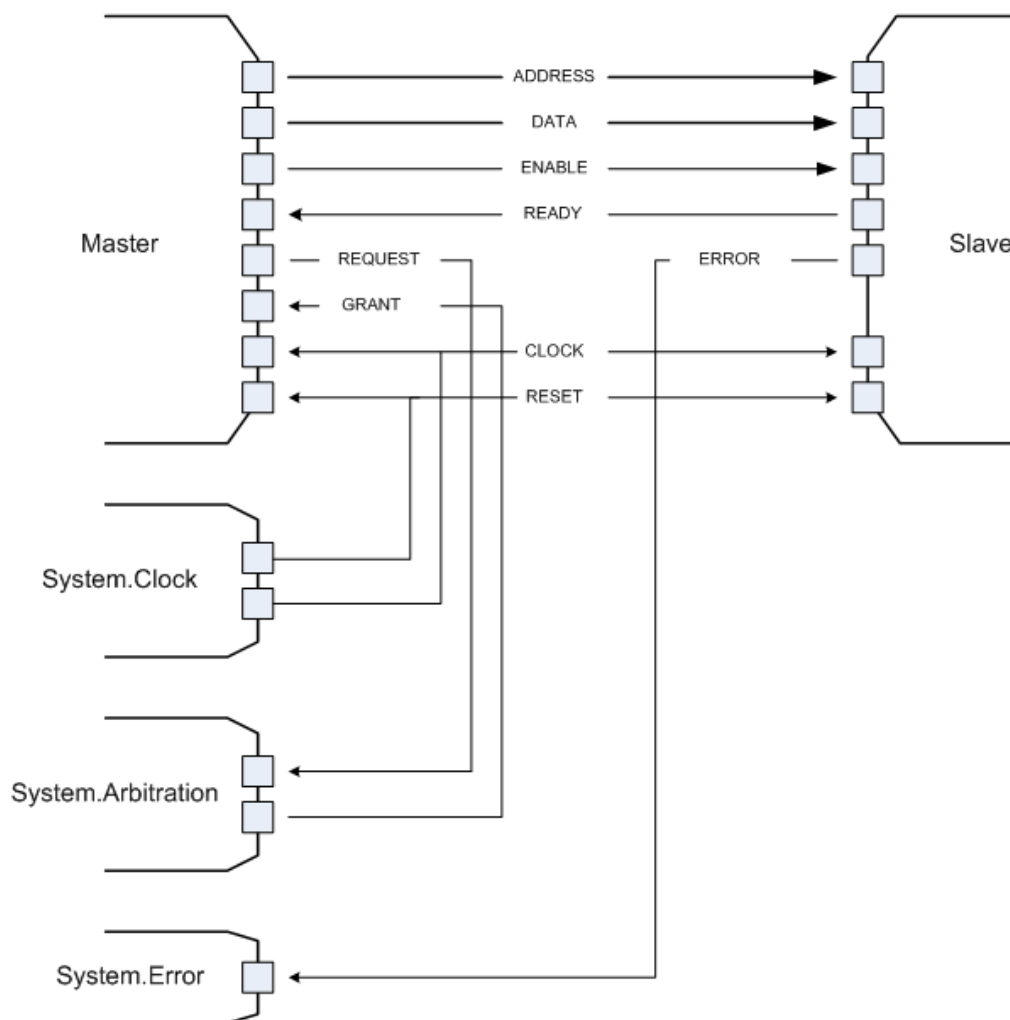 ADDRESS
DATA
ENABLE
READY
Master
Slave
REQUEST
ERROR
GRANT
CLOCK
RESET
System.Clock
System.Arbitration
System.Error